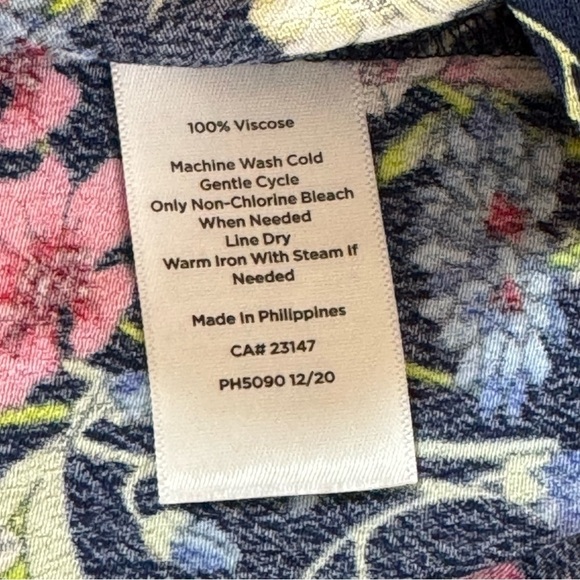 100% Viscose
Machine Wash Cold
Gentle Cycle
Only Non-Chlorine Bleach
When Needed
Line Dry
Warm Iron With Steam If
Needed
Made In Philippines
CA# 23147
PH5090 12/20